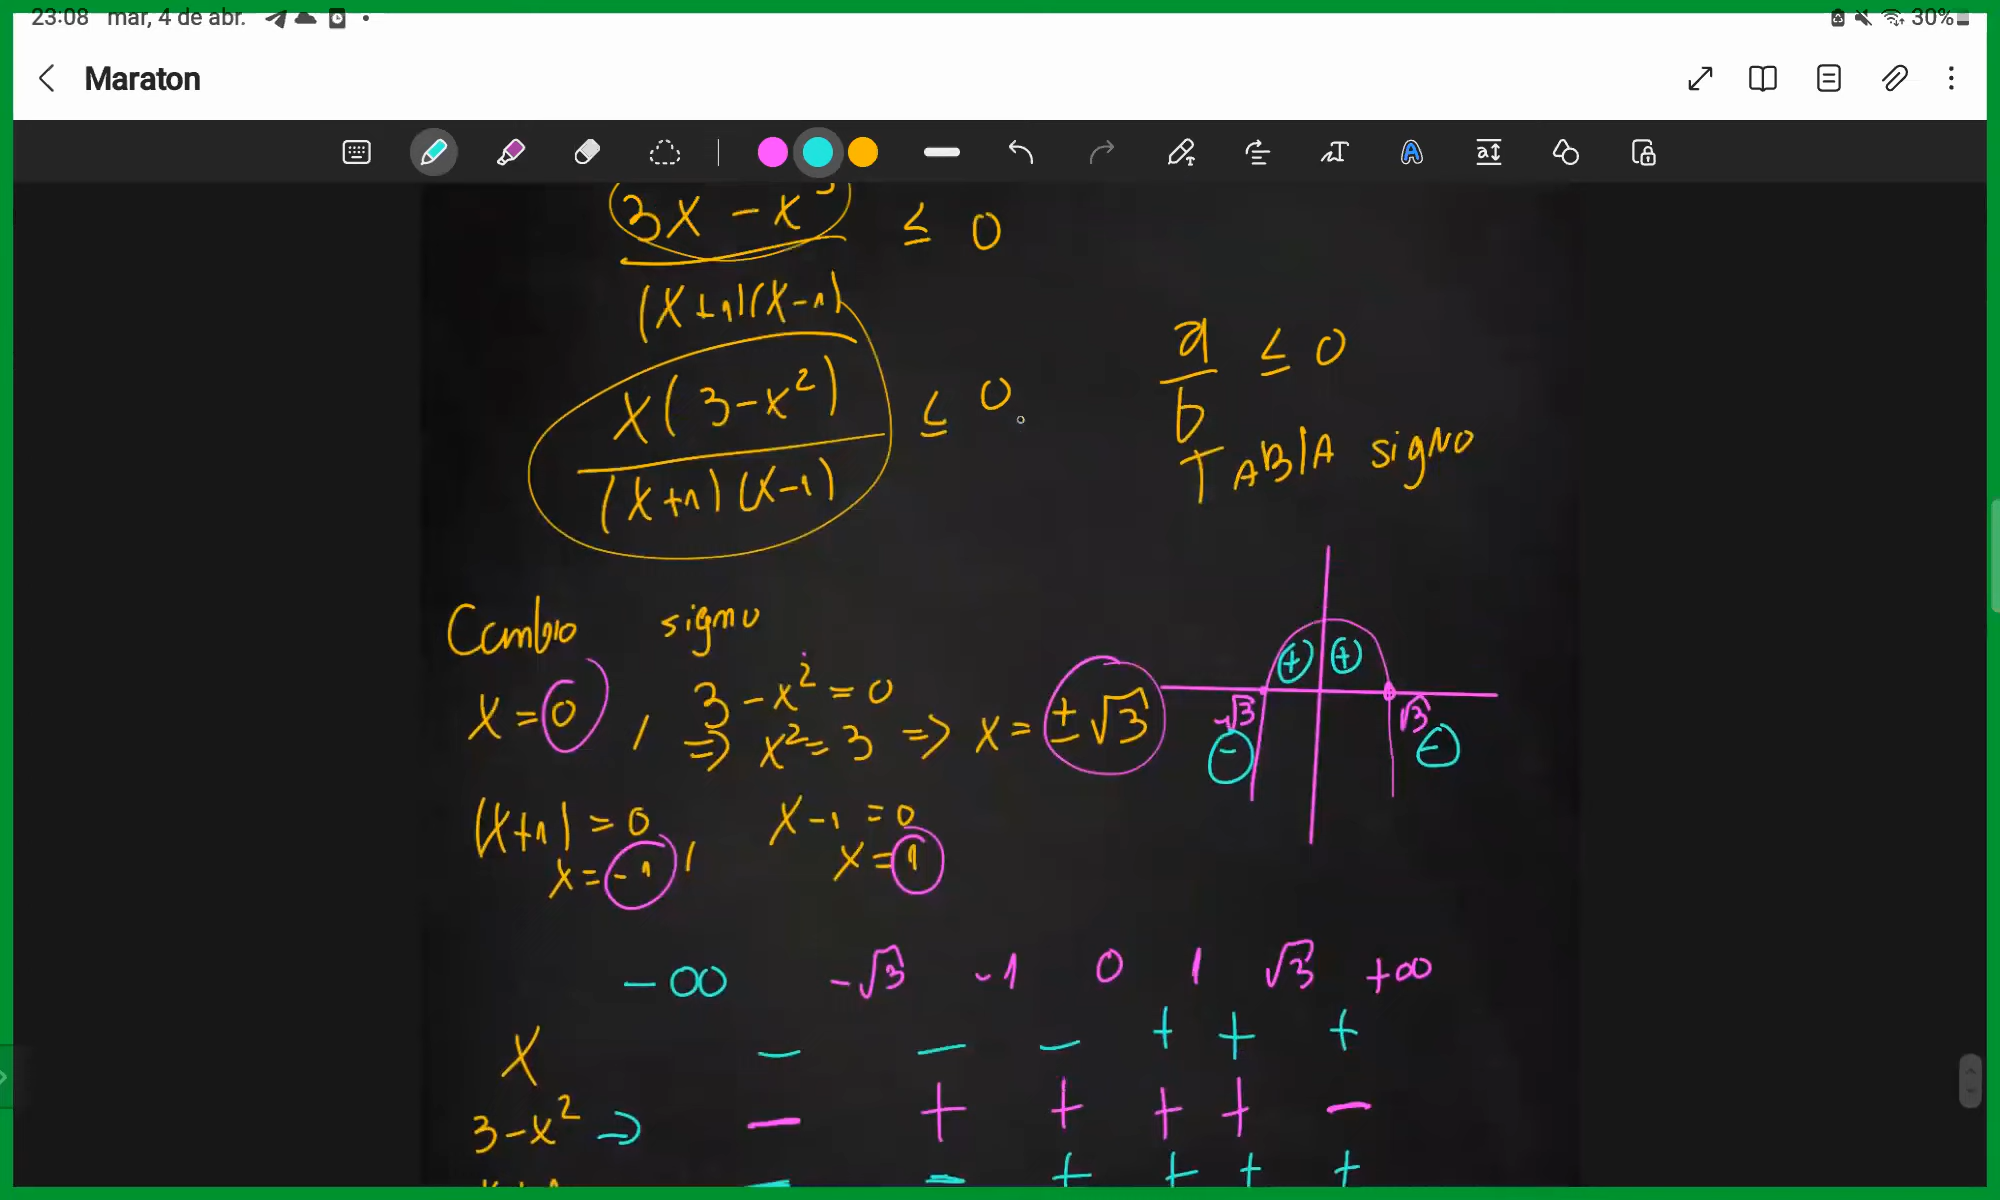 23:08 mar, 4 de abr. 30%
Maraton
3x - x³ ≤ 0
(x+1)(x-1)
x(3-x²) ≤ 0
(x+1)(x-1)
a ≤ 0
b
TABlA sigNO
Cambio signo
x = 0, 3 - x² = 0
=> x² = 3 => x = ± √3
(x+1) = 0
x = -1,
x-1 = 0
x = 1
+ +
-√3 √3
- -
-∞ -√3 -1 0 1 √3 +∞
x - - - + + +
3-x² → - + + + + -
- - + + + +